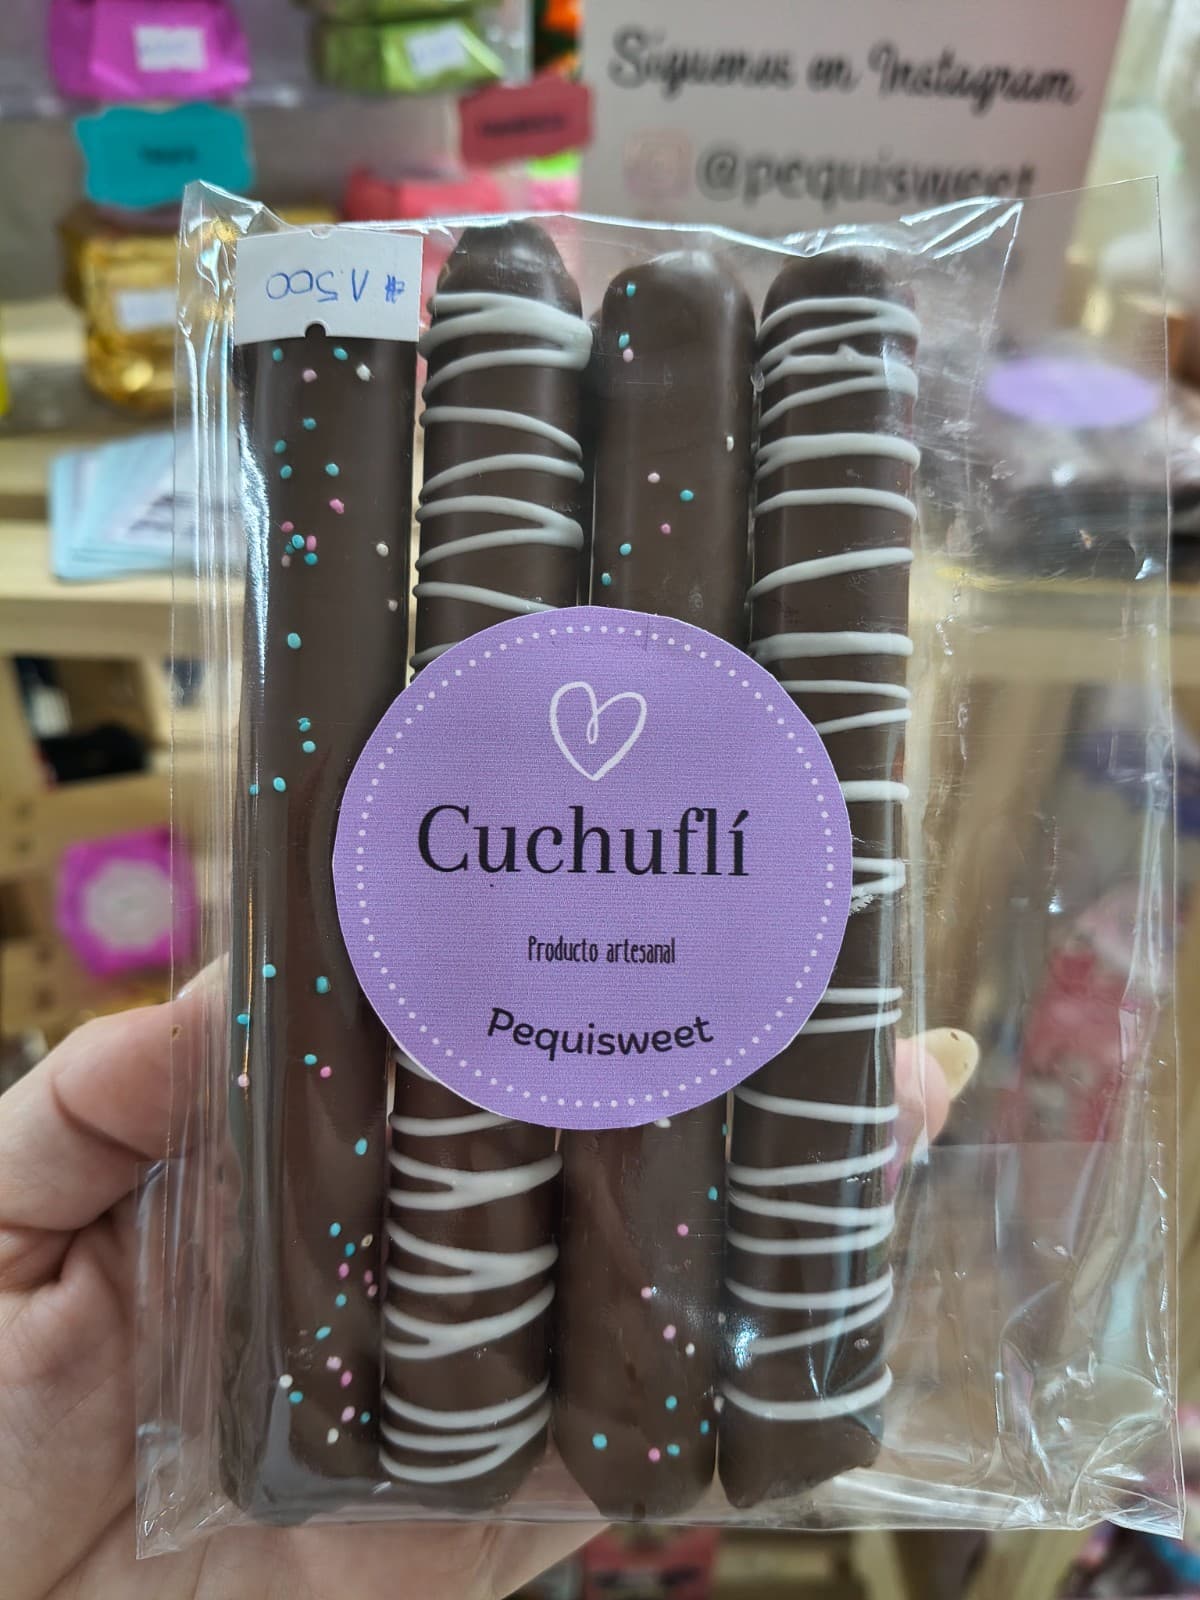 Síguenos en Instagram
@pequisweet
# 1.500
Cuchuflí
Producto artesanal
Pequisweet